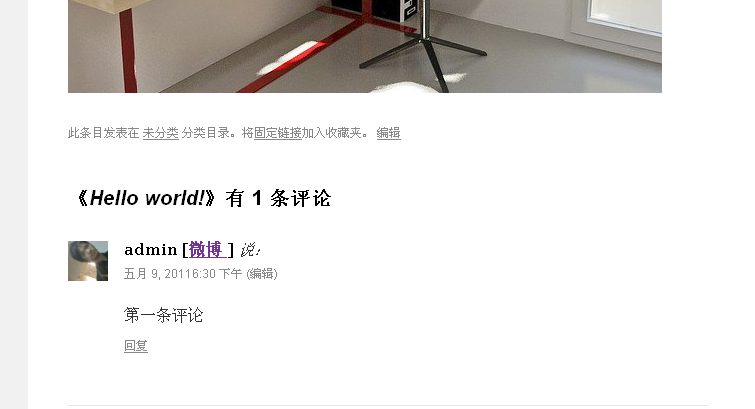 此条目发表在 未分类 分类目录。将固定链接加入收藏夹。 编辑
《Hello world!》有 1 条评论
admin [微博 ] 说：
五月 9, 20116:30 下午 (编辑)
第一条评论
回复